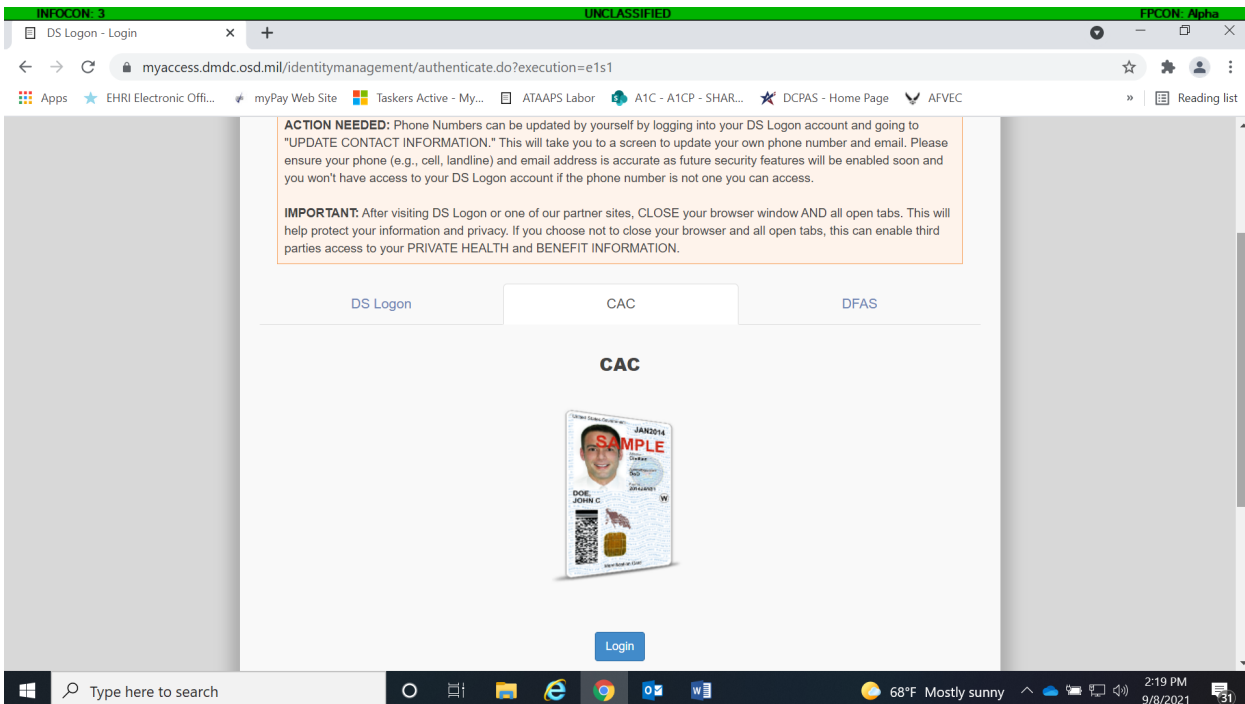 INFOCON: 3 UNCLASSIFIED FPCON: Alpha
DS Logon - Login
myaccess.dmdc.osd.mil/identitymanagement/authenticate.do?execution=e1s1
Apps EHRI Electronic Offi... myPay Web Site Taskers Active - My... ATAAPS Labor A1C - A1CP - SHAR... DCPAS - Home Page AFVEC » Reading list
ACTION NEEDED: Phone Numbers can be updated by yourself by logging into your DS Logon account and going to
"UPDATE CONTACT INFORMATION." This will take you to a screen to update your own phone number and email. Please
ensure your phone (e.g., cell, landline) and email address is accurate as future security features will be enabled soon and
you won't have access to your DS Logon account if the phone number is not one you can access.
IMPORTANT: After visiting DS Logon or one of our partner sites, CLOSE your browser window AND all open tabs. This will
help protect your information and privacy. If you choose not to close your browser and all open tabs, this can enable third
parties access to your PRIVATE HEALTH and BENEFIT INFORMATION.
DS Logon CAC DFAS
CAC
United States Government
JAN2014
SAMPLE
DOE,
JOHN C.
W
Login
Type here to search
68°F Mostly sunny
2:19 PM
9/8/2021
31